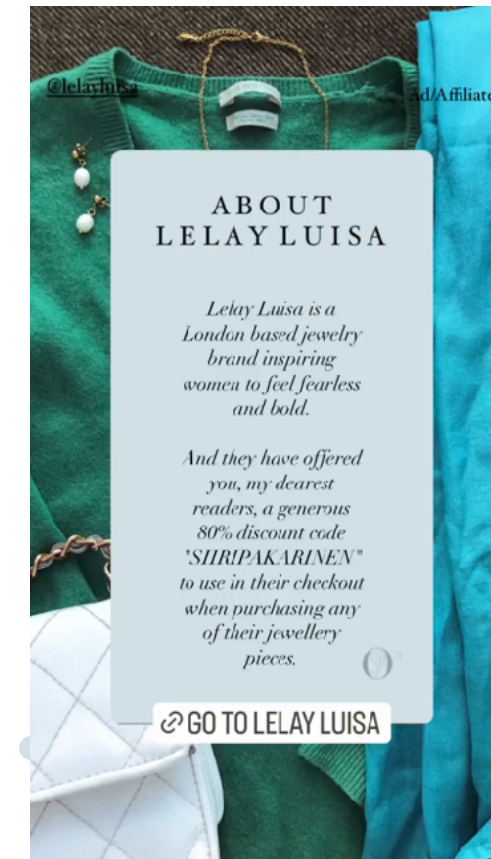 @lelayluisa
Ad/Affiliate
ABOUT
LELAY LUISA
Lelay Luisa is a
London based jewelry
brand inspiring
women to feel fearless
and bold.
And they have offered
you, my dearest
readers, a generous
80% discount code
"SIIRIPAKARINEN"
to use in their checkout
when purchasing any
of their jewellery
pieces.
GO TO LELAY LUISA